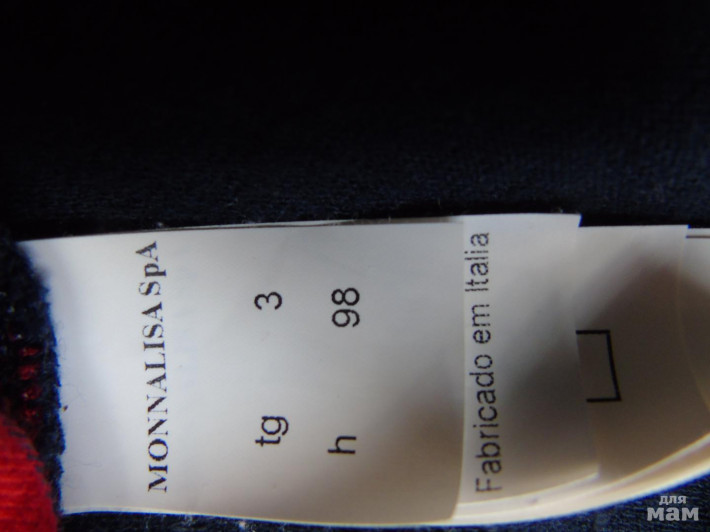 MONNALISA SpA
tg 3
h 98
Fabricado em Italia
для
мам